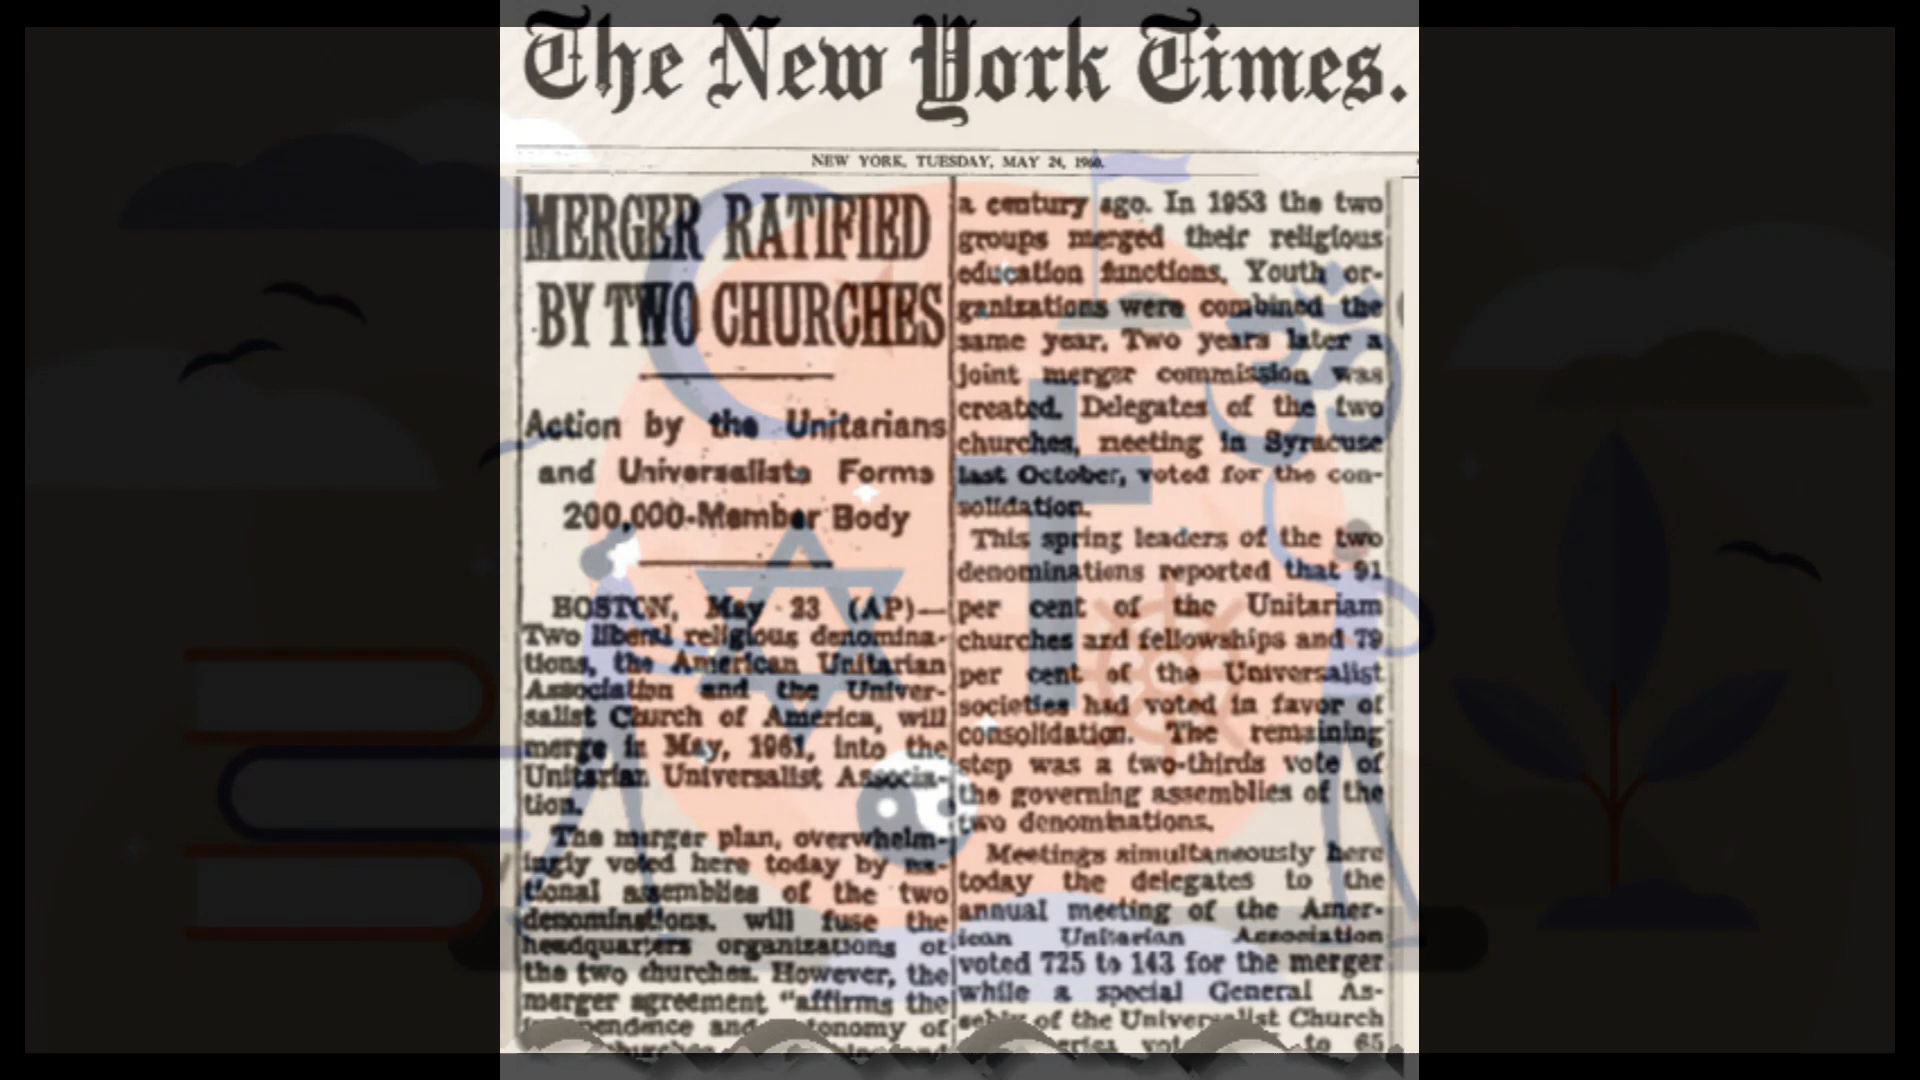 The New York Times.
NEW YORK, TUESDAY, MAY 24, 1960.
MERGER RATIFIED
BY TWO CHURCHES
Action by the Unitarians
and Universalists Forms
200,000-Member Body
BOSTON, May 23 (AP)—
Two liberal religious denomina-
tions, the American Unitarian
Association and the Univer-
salist Church of America, will
merge in May, 1961, into the
Unitarian Universalist Associa-
tion.
The merger plan, overwhelm-
ingly voted here today by na-
tional assemblies of the two
denominations, will fuse the
headquarters organizations of
the two churches. However, the
merger agreement "affirms the
independence and autonomy of
a century ago. In 1953 the two
groups merged their religious
education functions. Youth or-
ganizations were combined the
same year. Two years later a
joint merger commission was
created. Delegates of the two
churches, meeting in Syracuse
last October, voted for the con-
solidation.
This spring leaders of the two
denominations reported that 91
per cent of the Unitariam
churches and fellowships and 79
per cent of the Universalist
societies had voted in favor of
consolidation. The remaining
step was a two-thirds vote of
the governing assemblies of the
two denominations.
Meetings simultaneously here
today the delegates to the
annual meeting of the Amer-
ican Unitarian Association
voted 725 to 143 for the merger
while a special General As-
of the Universalist Church
to 65